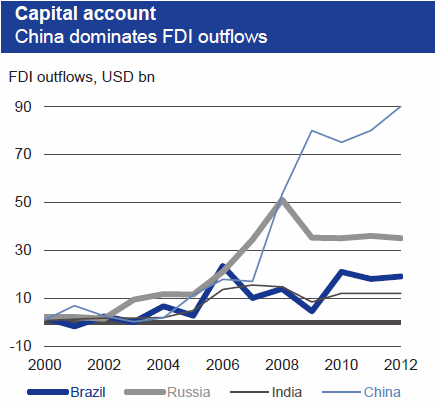 Capital account
China dominates FDI outflows
FDI outflows, USD bn
90
70
50
30
10
-10
2000 2002 2004 2006 2008 2010 2012
Brazil Russia India China